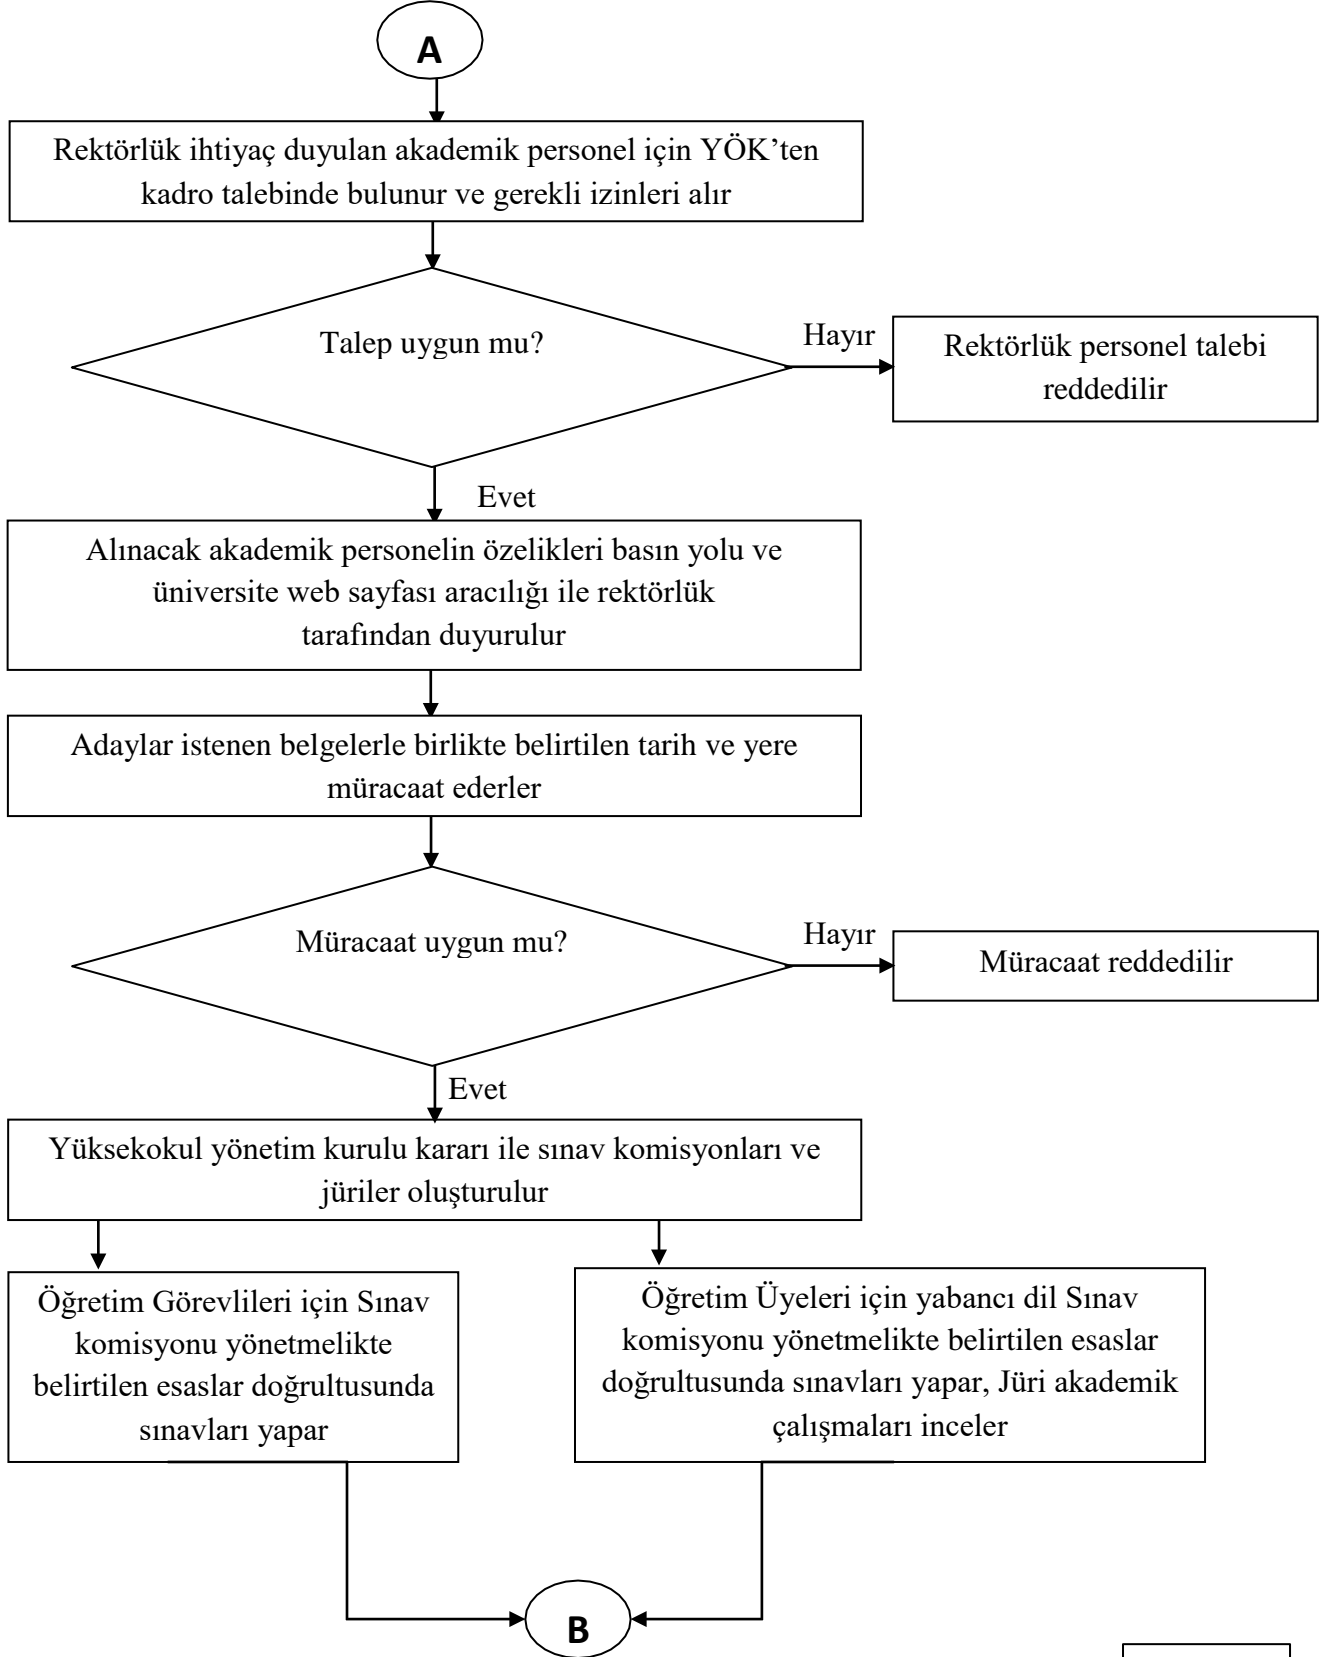 A
Rektörlük ihtiyaç duyulan akademik personel için YÖK’ten
kadro talebinde bulunur ve gerekli izinleri alır
Talep uygun mu?
Hayır
Rektörlük personel talebi
reddedilir
Evet
Alınacak akademik personelin özelikleri basın yolu ve
üniversite web sayfası aracılığı ile rektörlük
tarafından duyurulur
Adaylar istenen belgelerle birlikte belirtilen tarih ve yere
müracaat ederler
Müracaat uygun mu?
Hayır
Müracaat reddedilir
Evet
Yüksekokul yönetim kurulu kararı ile sınav komisyonları ve
jüriler oluşturulur
Öğretim Görevlileri için Sınav
komisyonu yönetmelikte
belirtilen esaslar doğrultusunda
sınavları yapar
Öğretim Üyeleri için yabancı dil Sınav
komisyonu yönetmelikte belirtilen esaslar
doğrultusunda sınavları yapar, Jüri akademik
çalışmaları inceler
B